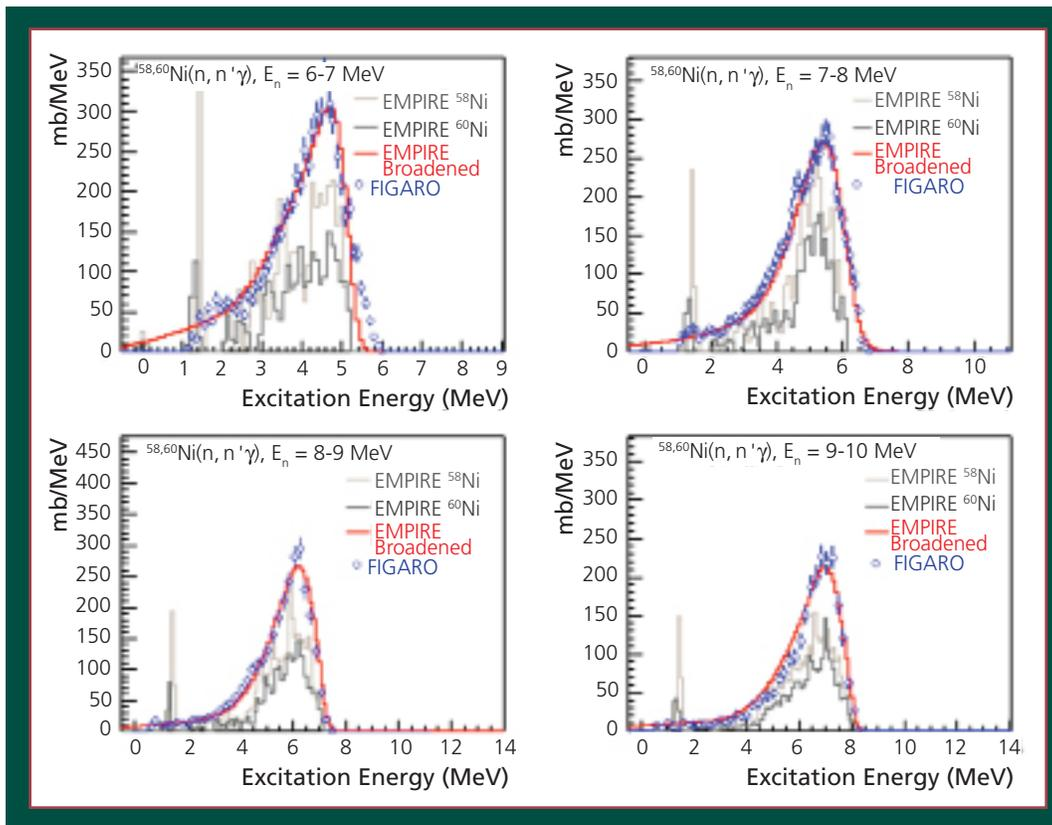 mb/MeV
⁵⁸,⁶⁰Ni(n, n'γ), Eₙ = 6-7 MeV
EMPIRE ⁵⁸Ni
EMPIRE ⁶⁰Ni
EMPIRE
Broadened
FIGARO
350
300
250
200
150
100
50
0
0 1 2 3 4 5 6 7 8 9
Excitation Energy (MeV)
mb/MeV
⁵⁸,⁶⁰Ni(n, n'γ), Eₙ = 7-8 MeV
EMPIRE ⁵⁸Ni
EMPIRE ⁶⁰Ni
EMPIRE
Broadened
FIGARO
350
300
250
200
150
100
50
0
0 2 4 6 8 10
Excitation Energy (MeV)
mb/MeV
⁵⁸,⁶⁰Ni(n, n'γ), Eₙ = 8-9 MeV
EMPIRE ⁵⁸Ni
EMPIRE ⁶⁰Ni
EMPIRE
Broadened
FIGARO
450
400
350
300
250
200
150
100
50
0
0 2 4 6 8 10 12 14
Excitation Energy (MeV)
mb/MeV
⁵⁸,⁶⁰Ni(n, n'γ), Eₙ = 9-10 MeV
EMPIRE ⁵⁸Ni
EMPIRE ⁶⁰Ni
EMPIRE
Broadened
FIGARO
350
300
250
200
150
100
50
0
0 2 4 6 8 10 12 14
Excitation Energy (MeV)